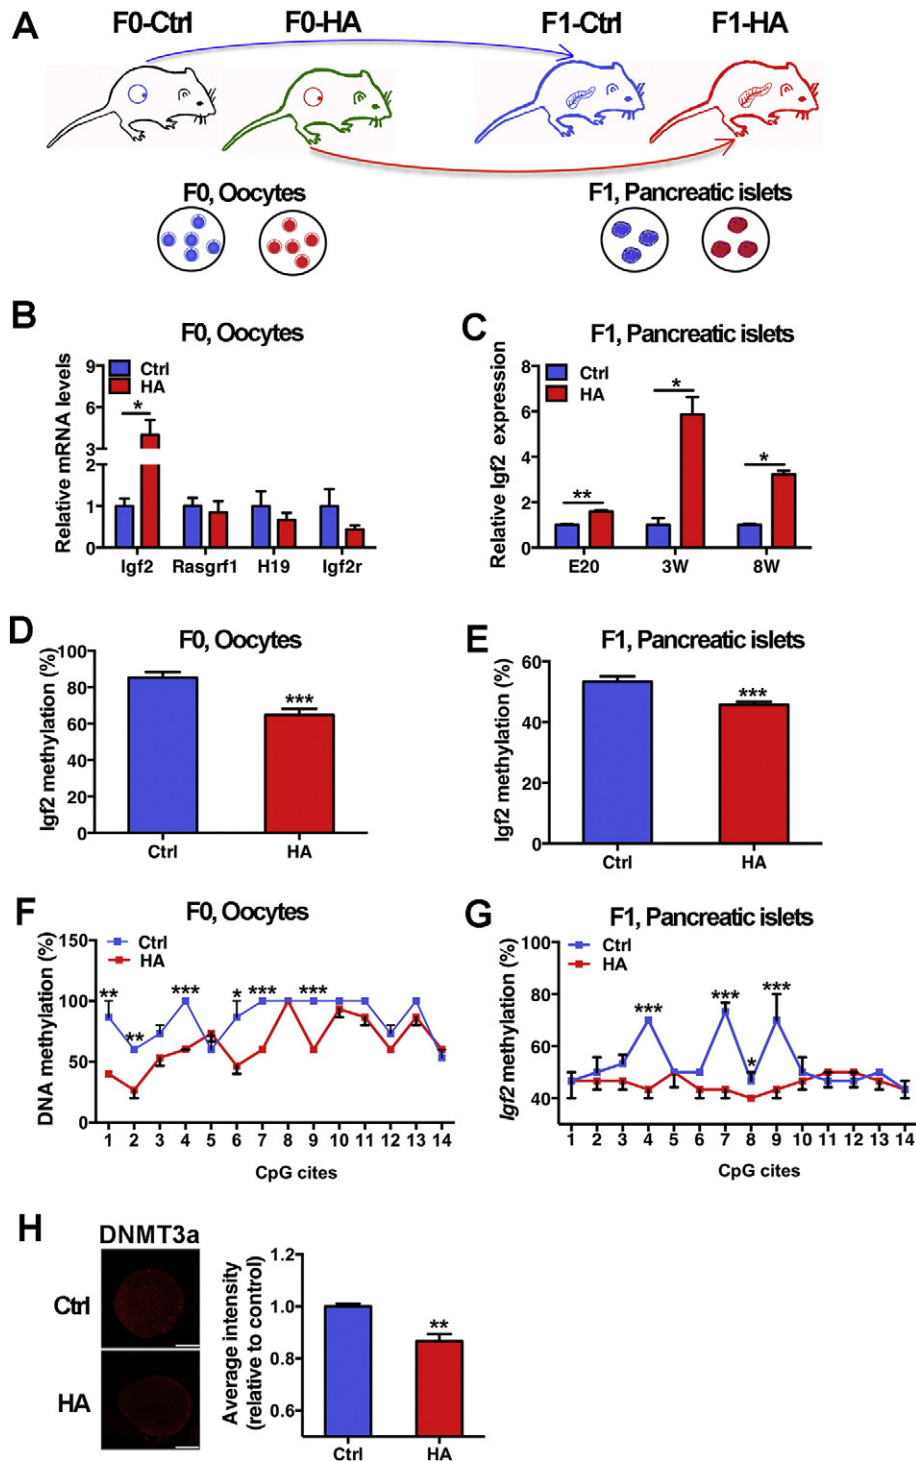 A
F0-Ctrl F0-HA F1-Ctrl F1-HA
F0, Oocytes F1, Pancreatic islets
B
F0, Oocytes
Relative mRNA levels
9
6
3
2
1
0
Ctrl
HA
*
Igf2 Rasgrf1 H19 Igf2r
C
F1, Pancreatic islets
Relative Igf2 expression
8
6
4
2
0
Ctrl
HA
** * *
E20 3W 8W
D
F0, Oocytes
Igf2 methylation (%)
100
80
60
40
20
0
***
Ctrl HA
E
F1, Pancreatic islets
Igf2 methylation (%)
60
40
20
0
***
Ctrl HA
F
F0, Oocytes
DNA methylation (%)
150
100
50
0
Ctrl
HA
** ** *** * *** ***
1 2 3 4 5 6 7 8 9 10 11 12 13 14
CpG cites
G
F1, Pancreatic islets
Igf2 methylation (%)
100
80
60
40
Ctrl
HA
*** *** * ***
1 2 3 4 5 6 7 8 9 10 11 12 13 14
CpG cites
H
DNMT3a
Ctrl
HA
Average intensity
(relative to control)
1.2
1.0
0.8
0.6
**
Ctrl HA